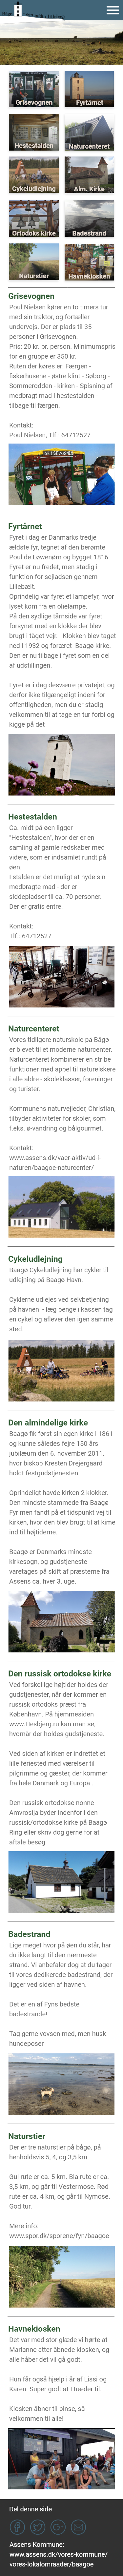 Grisevognen
Fyrtårnet
Hestestalden
Naturcenteret
Cykeludlejning
Alm. Kirke
Ortodoks kirke
Badestrand
Naturstier
Havnekiosken
Grisevognen
Poul Nielsen kører en to timers tur
med sin traktor, og fortæller
undervejs. Der er plads til 35
personer i Grisevognen.
Pris: 20 kr. pr. person. Minimumspris
for en gruppe er 350 kr.
Ruten der køres er: Færgen -
fiskerhusene - østre klint - Søborg -
Sommerodden - kirken - Spisning af
medbragt mad i hestestalden -
tilbage til færgen.
Kontakt:
Poul Nielsen, Tlf.: 64712527
GRISEVOGNEN
Fyrtårnet
Fyret i dag er Danmarks tredje
ældste fyr, tegnet af den berømte
Poul de Løwenørn og bygget 1816.
Fyret er nu fredet, men stadig i
funktion for sejladsen gennem
Lillebælt.
Oprindelig var fyret et lampefyr, hvor
lyset kom fra en olielampe.
På den sydlige tårnside var fyret
forsynet med en klokke der blev
brugt i tåget vejr. Klokken blev taget
ned i 1932 og foræret Baagø kirke.
Den er nu tilbage i fyret som en del
af udstillingen.
Fyret er i dag desværre privatejet, og
derfor ikke tilgængeligt indeni for
offentligheden, men du er stadig
velkommen til at tage en tur forbi og
kigge på det
Hestestalden
Ca. midt på øen ligger
"Hestestalden", hvor der er en
samling af gamle redskaber med
videre, som er indsamlet rundt på
øen.
I stalden er det muligt at nyde sin
medbragte mad - der er
siddepladser til ca. 70 personer.
Der er gratis entre.
Kontakt:
Tlf.: 64712527
Naturcenteret
Vores tidligere naturskole på Bågø
er blevet til et moderne naturcenter.
Naturcenteret kombinerer en stribe
funktioner med appel til naturelskere
i alle aldre - skoleklasser, foreninger
og turister.
Kommunens naturvejleder, Christian,
tilbyder aktiviteter for skoler, som
f.eks. ø-vandring og bålgourmet.
Kontakt:
www.assens.dk/vaer-aktiv/ud-i-
naturen/baagoe-naturcenter/
Cykeludlejning
Baagø Cykeludlejning har cykler til
udlejning på Baagø Havn.
Cyklerne udlejes ved selvbetjening
på havnen - læg penge i kassen tag
en cykel og aflever den igen samme
sted.
Den almindelige kirke
Baagø fik først sin egen kirke i 1861
og kunne således fejre 150 års
jubilæum den 6. november 2011,
hvor biskop Kresten Drejergaard
holdt festgudstjenesten.
Oprindeligt havde kirken 2 klokker.
Den mindste stammede fra Baagø
Fyr men fandt på et tidspunkt vej til
kirken, hvor den blev brugt til at kime
ind til højtiderne.
Baagø er Danmarks mindste
kirkesogn, og gudstjeneste
varetages på skift af præsterne fra
Assens ca. hver 3. uge.
Den russisk ortodokse kirke
Ved forskellige højtider holdes der
gudstjenester, når der kommer en
russisk ortodoks præst fra
København. På hjemmesiden
www.Hesbjerg.ru kan man se,
hvornår der holdes gudstjeneste.
Ved siden af kirken er indrettet et
lille feriested med værelser til
pilgrimme og gæster, der kommer
fra hele Danmark og Europa .
Den russisk ortodokse nonne
Amvrosija byder indenfor i den
russisk/ortodokse kirke på Baagø
Ring eller skriv dog gerne for at
aftale besøg
Badestrand
Lige meget hvor på øen du står, har
du ikke langt til den nærmeste
strand. Vi anbefaler dog at du tager
til vores dedikerede badestrand, der
ligger ved siden af havnen.
Det er en af Fyns bedste
badestrande!
Tag gerne vovsen med, men husk
hundeposer
Naturstier
Der er tre naturstier på bågø, på
henholdsvis 5, 4, og 3,5 km.
Gul rute er ca. 5 km. Blå rute er ca.
3,5 km, og går til Vestermose. Rød
rute er ca. 4 km, og går til Nymose.
God tur.
Mere info:
www.spor.dk/sporene/fyn/baagoe
Havnekiosken
Det var med stor glæde vi hørte at
Marianne atter åbnede kiosken, og
alle håber det vil gå godt.
Hun får også hjælp i år af Lissi og
Karen. Super godt at I træder til.
Kiosken åbner til pinse, så
velkommen til alle!
Del denne side
Assens Kommune:
www.assens.dk/vores-kommune/
vores-lokalomraader/baagoe